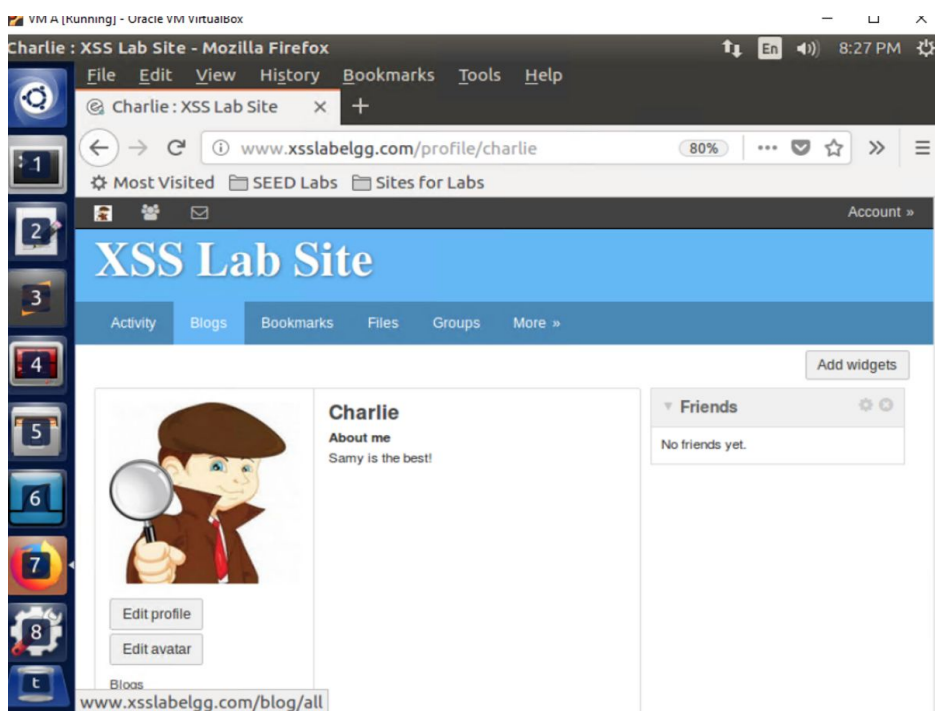 VM A [Running] - Oracle VM VirtualBox
Charlie : XSS Lab Site - Mozilla Firefox
En
8:27 PM
File Edit View History Bookmarks Tools Help
Charlie : XSS Lab Site
www.xsslabelgg.com/profile/charlie
80%
Most Visited
SEED Labs
Sites for Labs
Account »
XSS Lab Site
Activity
Blogs
Bookmarks
Files
Groups
More »
Add widgets
Charlie
About me
Samy is the best!
Friends
No friends yet.
Edit profile
Edit avatar
Blogs
www.xsslabelgg.com/blog/all
1
2
3
4
5
6
7
8
t